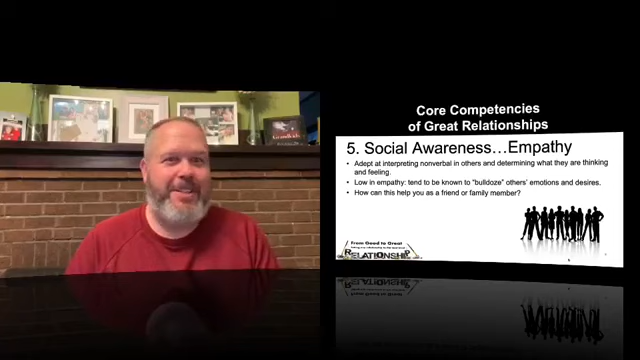 Core Competencies
of Great Relationships
5. Social Awareness...Empathy
• Adept at interpreting nonverbal in others and determining what they are thinking
and feeling.
• Low in empathy: tend to be known to "bulldoze" others' emotions and desires.
• How can this help you as a friend or family member?
From Good to Great
RELATIONSHIP